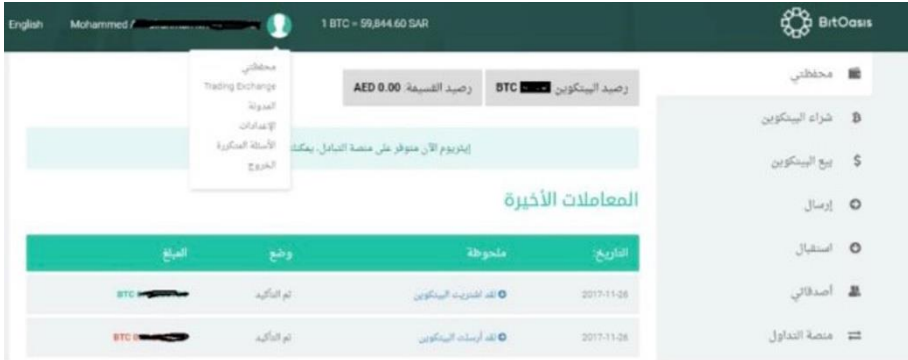 English
Mohammed
1 BTC = 59,844.60 SAR
BitOasis
محفظتي
Trading Exchange
المدونة
الإعدادات
الأسئلة المتكررة
الخروج
رصيد البيتكوين BTC
رصيد القسيمة AED 0.00
إيثريوم الآن متوفر على منصة التبادل، يمكنك
المعاملات الأخيرة
التاريخ: ملحوظة وضع المبلغ
2017-11-26 لقد اشتريت البيتكوين تم التأكيد BTC
2017-11-26 لقد أرسلت البيتكوين تم التأكيد BTC
محفظتي
شراء البيتكوين
بيع البيتكوين
إرسال
استقبال
أصدقائي
منصة التداول